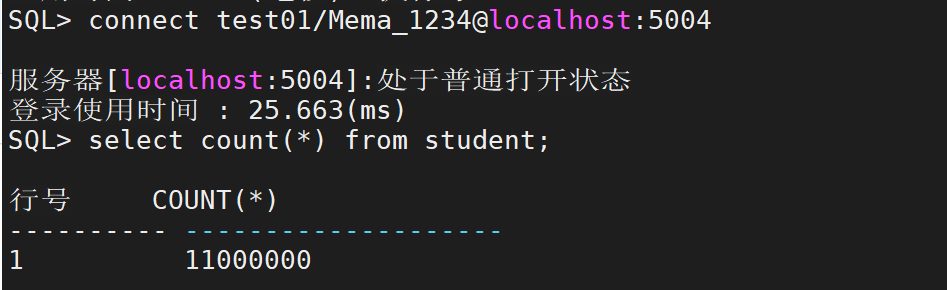 SQL> connect test01/Mema_1234@localhost:5004
服务器[localhost:5004]:处于普通打开状态
登录使用时间 : 25.663(ms)
SQL> select count(*) from student;
行号 COUNT(*)
---------- --------------------
1 11000000